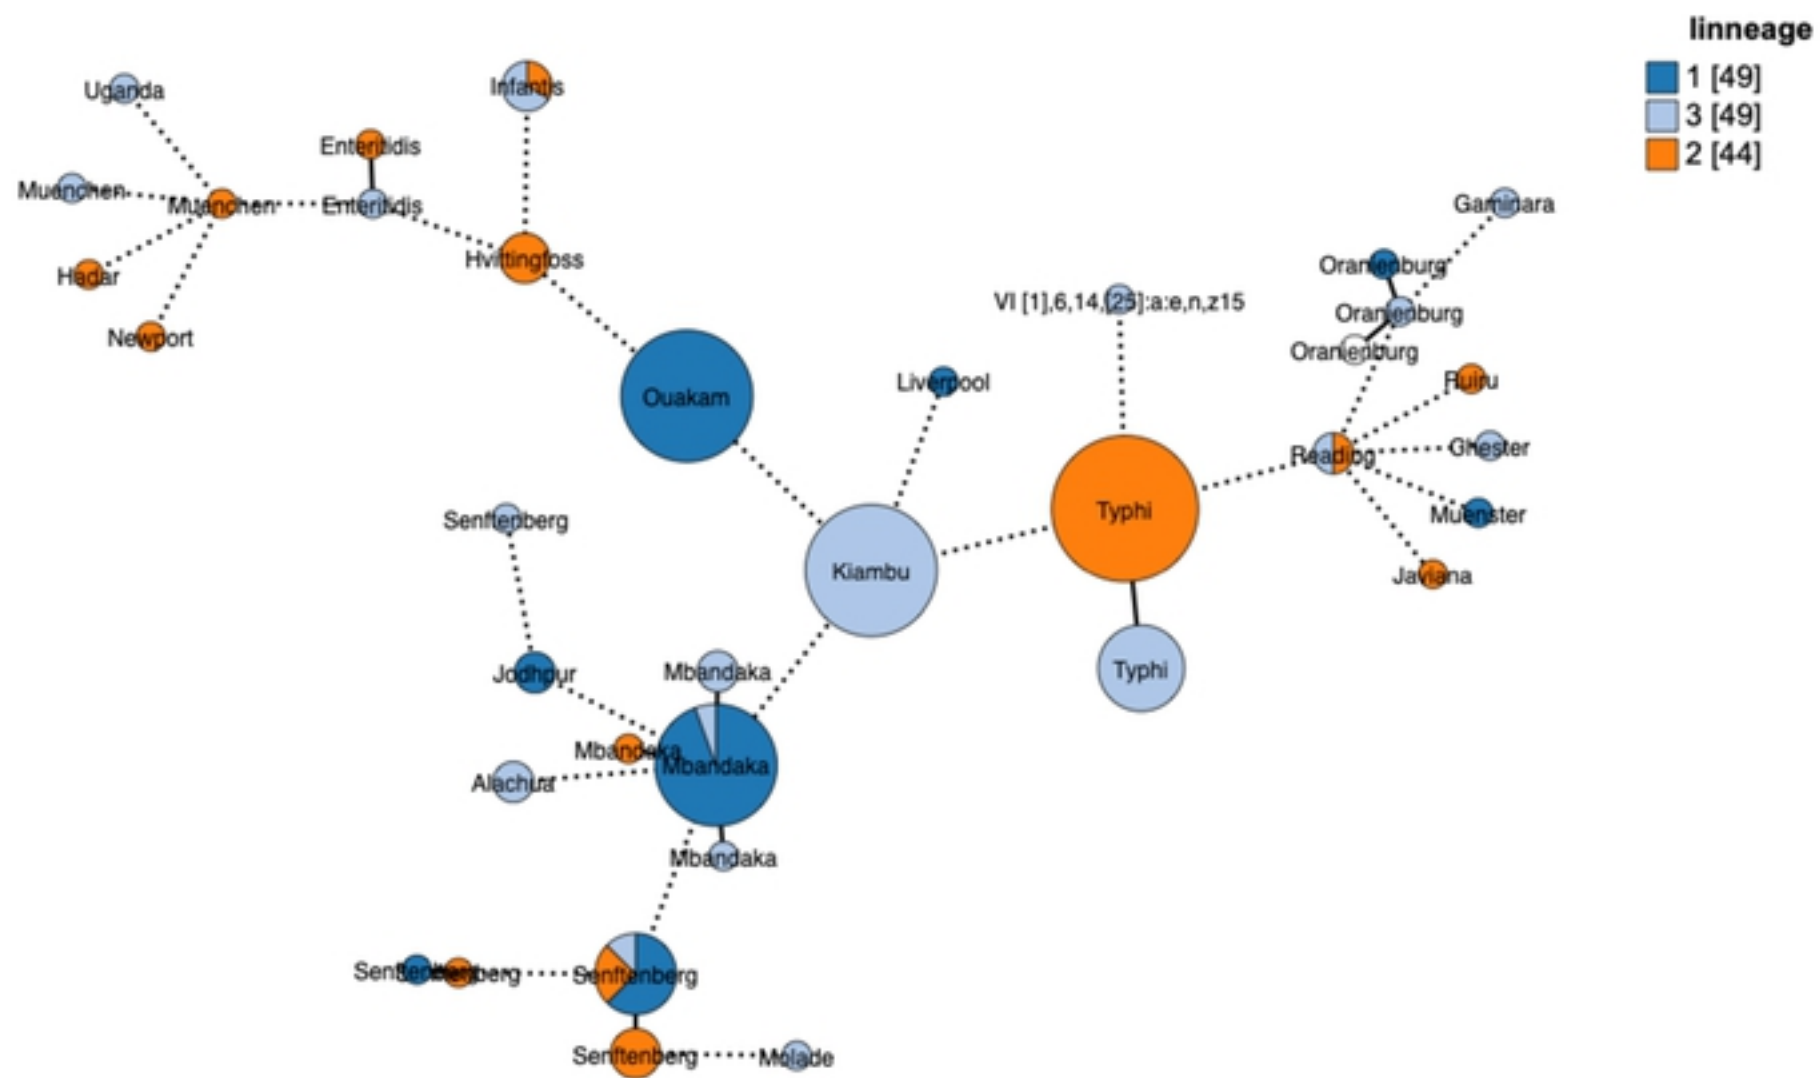 linneage
1 [49]
3 [49]
2 [44]
Uganda
Infantis
Enteritidis
Muenchen
Muenchen
Enteritidis
Hadar
Hvittingfoss
Newport
Gaminara
Oranienburg
Oranienburg
Oranienburg
VI [1],6,14,[25]:a:e,n,z15
Ruiru
Liverpool
Ouakam
Reading
Chester
Typhi
Muenster
Senftenberg
Kiambu
Javiana
Typhi
Jodhpur
Mbandaka
Mbandaka
Mbandaka
Alachua
Mbandaka
Senftenberg
Senftenberg
Senftenberg
Molade